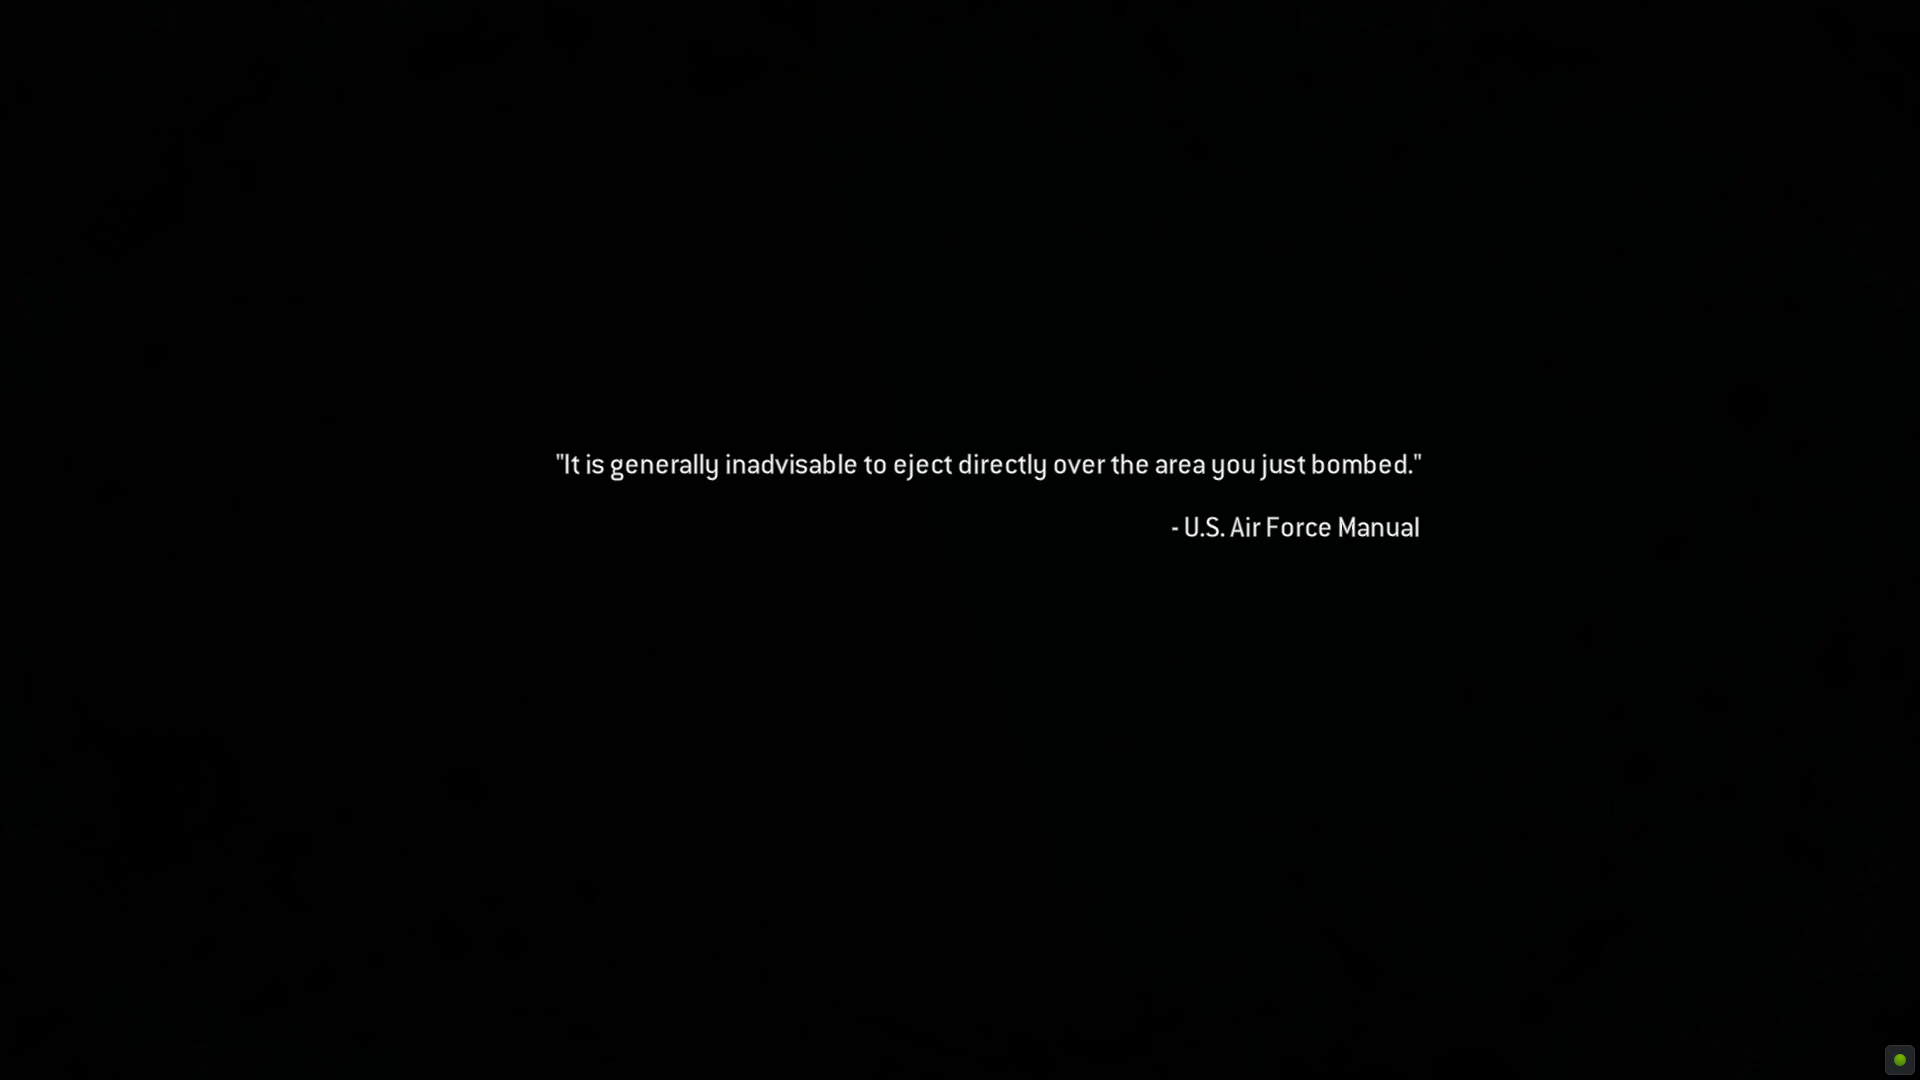 "It is generally inadvisable to eject directly over the area you just bombed."
- U.S. Air Force Manual